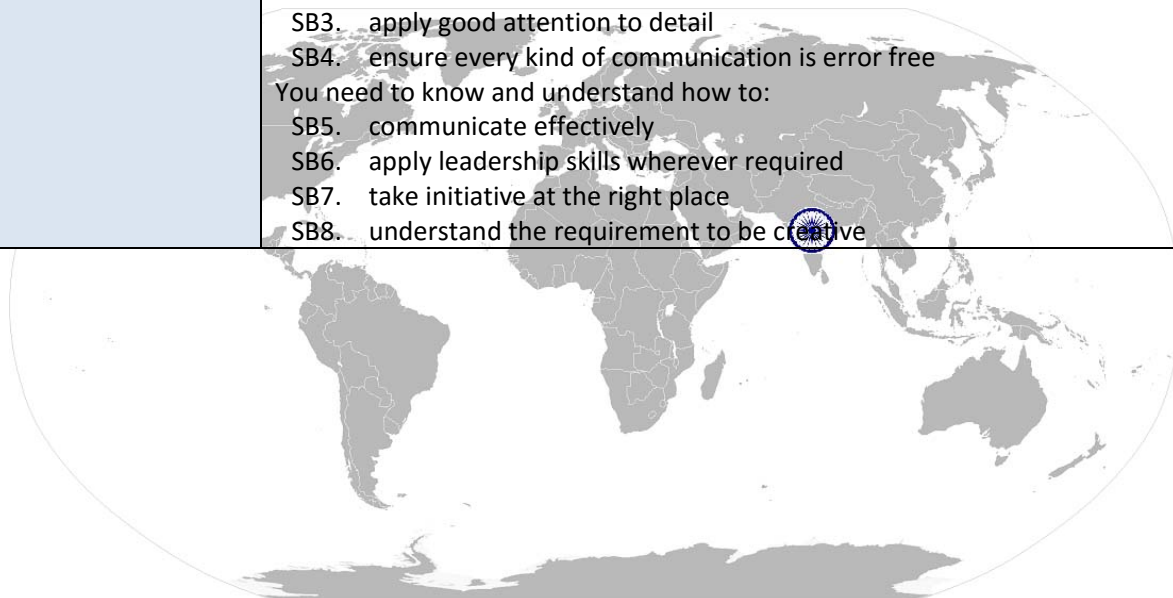 SB3. apply good attention to detail
SB4. ensure every kind of communication is error free
You need to know and understand how to:
SB5. communicate effectively
SB6. apply leadership skills wherever required
SB7. take initiative at the right place
SB8. understand the requirement to be creative